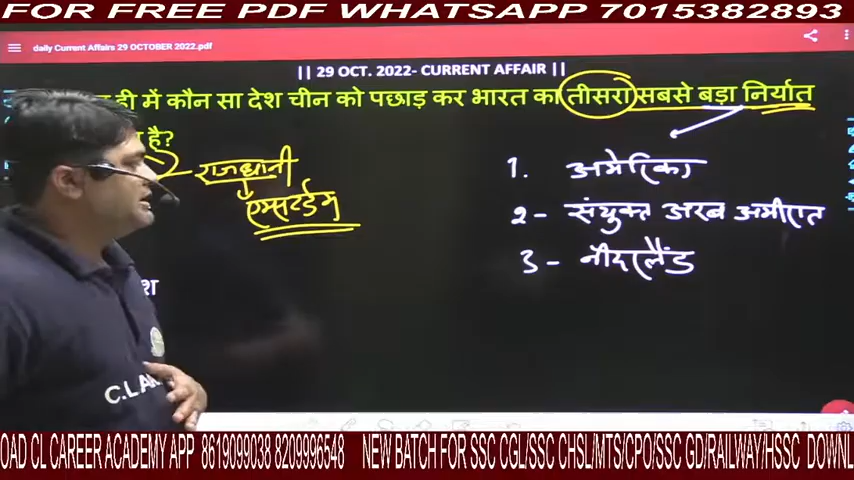 FOR FREE PDF WHATSAPP 7015382893
daily Current Affairs 29 OCTOBER 2022.pdf
|| 29 OCT. 2022- CURRENT AFFAIR ||
ही में कौन सा देश चीन को पछाड़ कर भारत का तीसरा सबसे बड़ा निर्यात
है?
राजधानी
एम्सटर्डम
1. अमेरिका
2- संयुक्त अरब अमीरात
3- नीदरलैंड
C.L.A
OAD CL CAREER ACADEMY APP 8619099038 8209996548 NEW BATCH FOR SSC CGL/SSC CHSL/MTS/CPO/SSC GD/RAILWAY/HSSC DOWNL